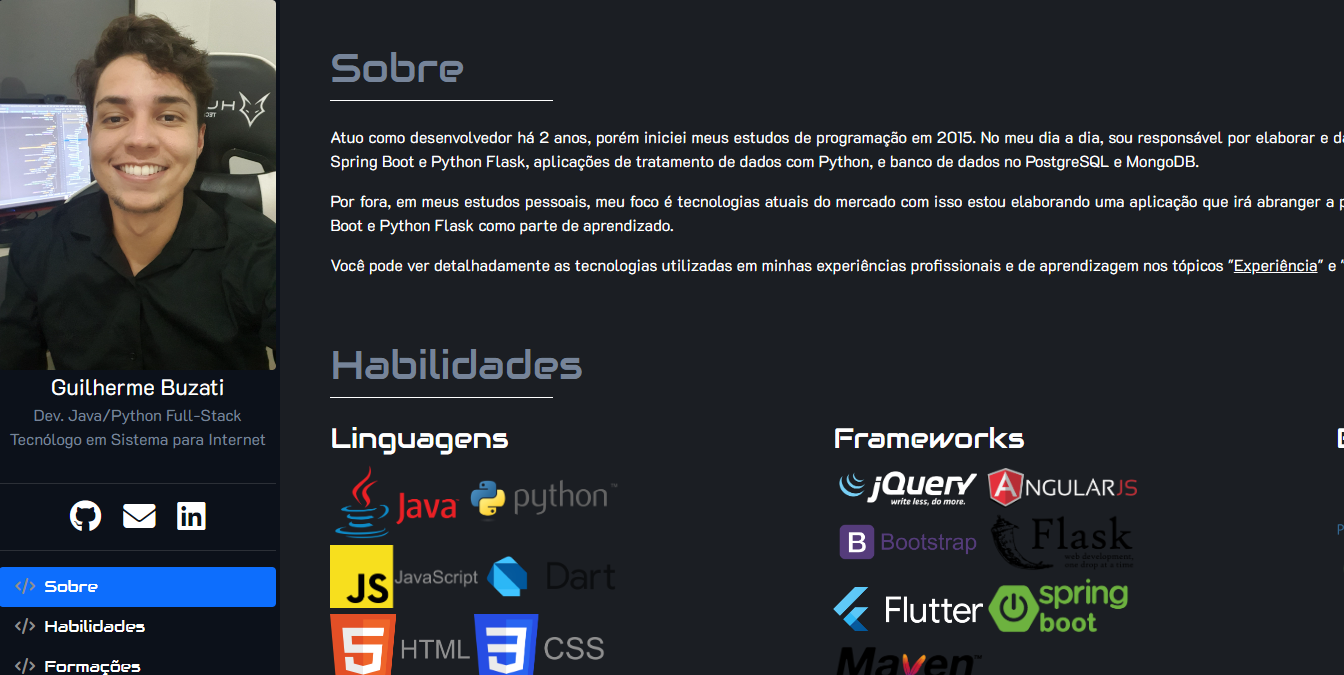 Guilherme Buzati
Dev. Java/Python Full-Stack
Tecnólogo em Sistema para Internet
Sobre
Habilidades
Formações
Sobre
Atuo como desenvolvedor há 2 anos, porém iniciei meus estudos de programação em 2015. No meu dia a dia, sou responsável por elaborar e
Spring Boot e Python Flask, aplicações de tratamento de dados com Python, e banco de dados no PostgreSQL e MongoDB.
Por fora, em meus estudos pessoais, meu foco é tecnologias atuais do mercado com isso estou elaborando uma aplicação que irá abranger a
Boot e Python Flask como parte de aprendizado.
Você pode ver detalhadamente as tecnologias utilizadas em minhas experiências profissionais e de aprendizagem nos tópicos "Experiência" e "
Habilidades
Linguagens
Java
python™
JS JavaScript
Dart
HTML
CSS
Frameworks
jQuery
write less, do more.
ANGULARJS
B Bootstrap
Flask
web development,
one drop at a time
Flutter
spring
boot
Maven™